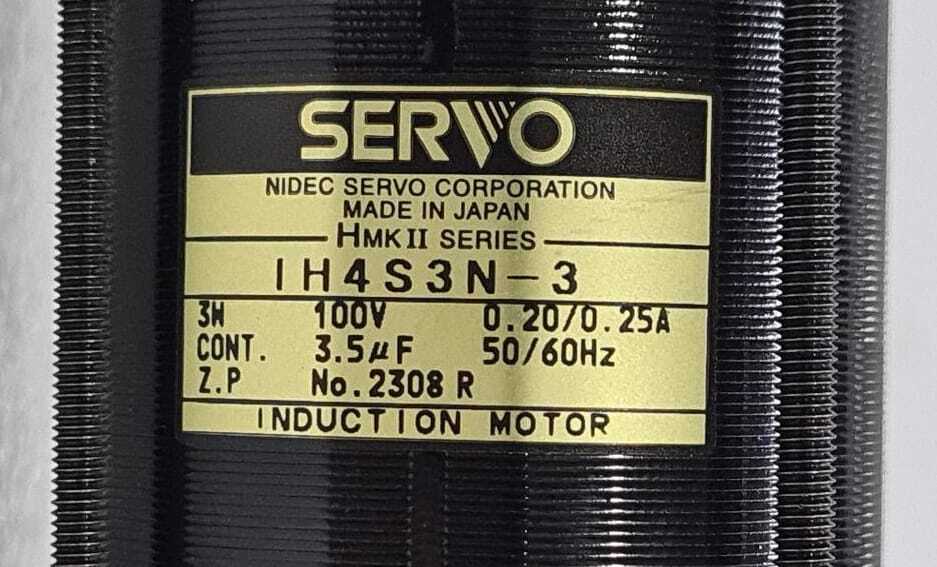 SERVO
NIDEC SERVO CORPORATION
MADE IN JAPAN
HMKII SERIES
IH4S3N-3
3W 100V 0.20/0.25A
CONT. 3.5μF 50/60Hz
Z.P No.2308 R
INDUCTION MOTOR